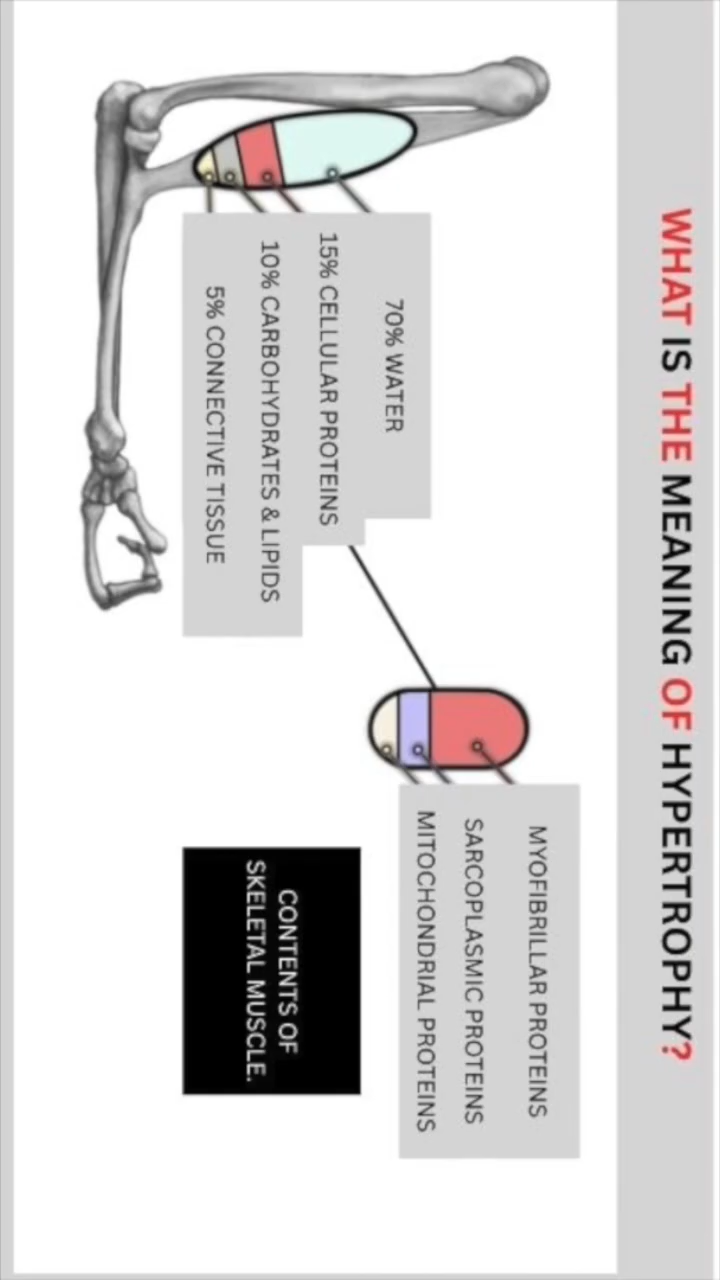 WHAT IS THE MEANING OF HYPERTROPHY?
70% WATER
15% CELLULAR PROTEINS
10% CARBOHYDRATES & LIPIDS
5% CONNECTIVE TISSUE
MYOFIBRILLAR PROTEINS
SARCOPLASMIC PROTEINS
MITOCHONDRIAL PROTEINS
CONTENTS OF
SKELETAL MUSCLE.